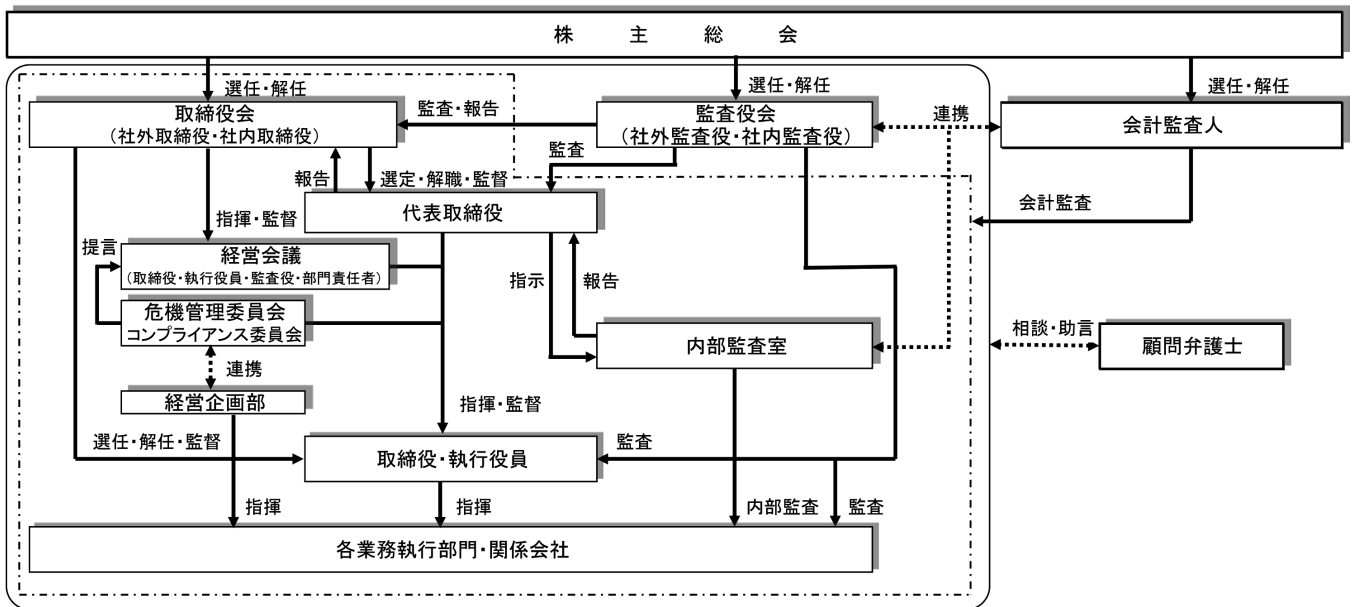 株主総会
選任・解任
選任・解任
選任・解任
取締役会
(社外取締役・社内取締役)
監査・報告
監査役会
(社外監査役・社内監査役)
連携
会計監査人
監査
報告
選定・解職・監督
代表取締役
会計監査
指揮・監督
提言
経営会議
(取締役・執行役員・監査役・部門責任者)
指示
報告
危機管理委員会
コンプライアンス委員会
内部監査室
相談・助言
顧問弁護士
連携
経営企画部
指揮・監督
選任・解任・監督
取締役・執行役員
監査
指揮
指揮
内部監査
監査
各業務執行部門・関係会社